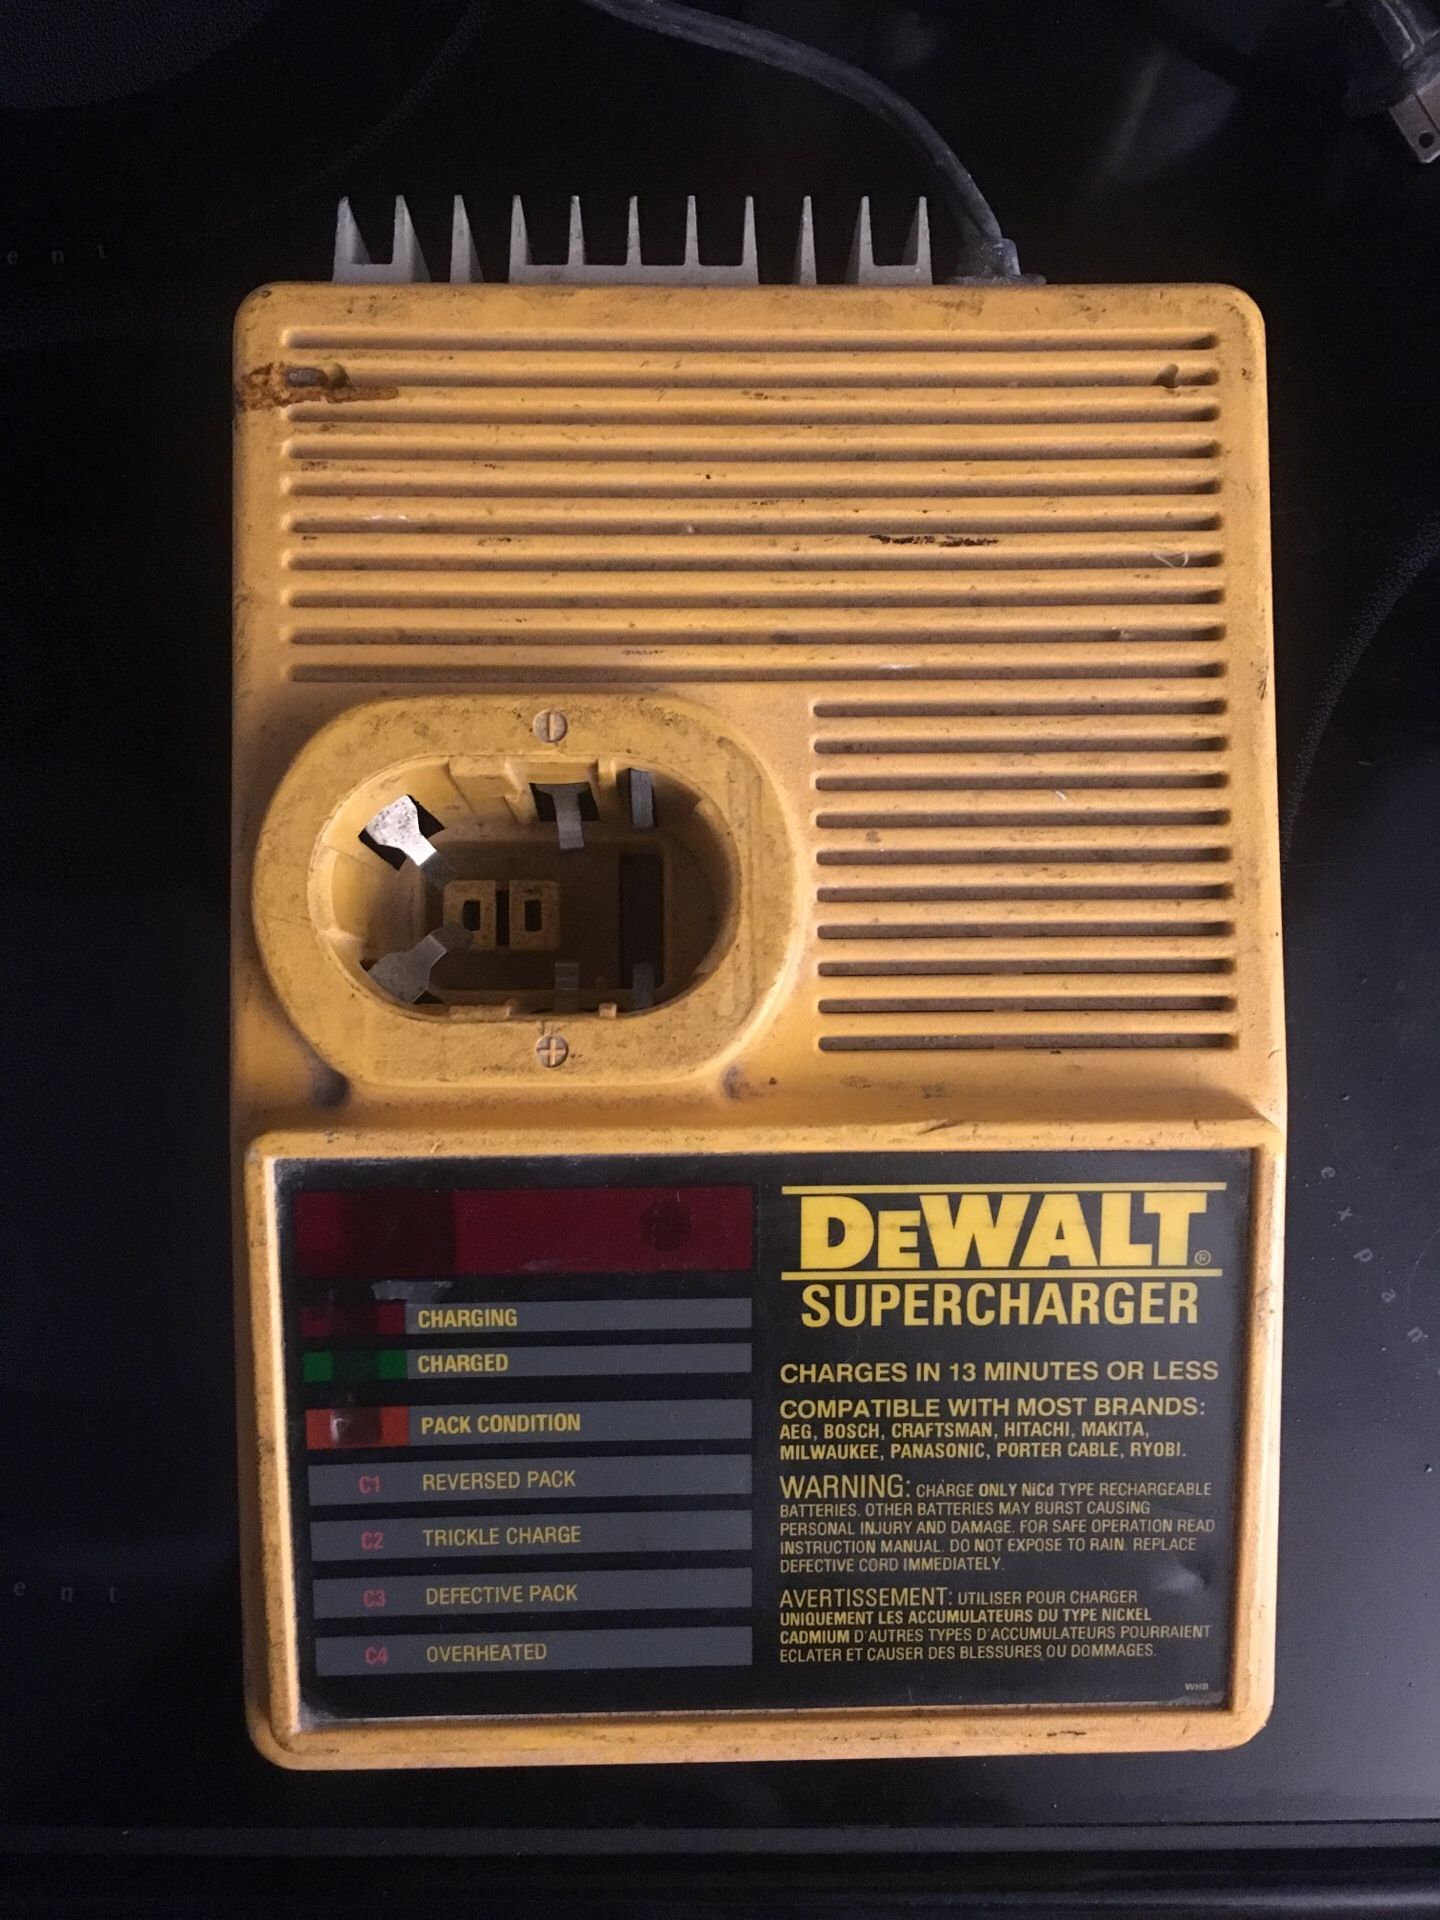 DEWALT®
SUPERCHARGER
CHARGING
CHARGED
PACK CONDITION
C1 REVERSED PACK
C2 TRICKLE CHARGE
C3 DEFECTIVE PACK
C4 OVERHEATED
CHARGES IN 13 MINUTES OR LESS
COMPATIBLE WITH MOST BRANDS:
AEG, BOSCH, CRAFTSMAN, HITACHI, MAKITA,
MILWAUKEE, PANASONIC, PORTER CABLE, RYOBI.
WARNING: CHARGE ONLY NiCd TYPE RECHARGEABLE
BATTERIES. OTHER BATTERIES MAY BURST CAUSING
PERSONAL INJURY AND DAMAGE. FOR SAFE OPERATION READ
INSTRUCTION MANUAL. DO NOT EXPOSE TO RAIN. REPLACE
DEFECTIVE CORD IMMEDIATELY.
AVERTISSEMENT: UTILISER POUR CHARGER
UNIQUEMENT LES ACCUMULATEURS DU TYPE NICKEL
CADMIUM D'AUTRES TYPES D'ACCUMULATEURS POURRAIENT
ECLATER ET CAUSER DES BLESSURES OU DOMMAGES.
WHB